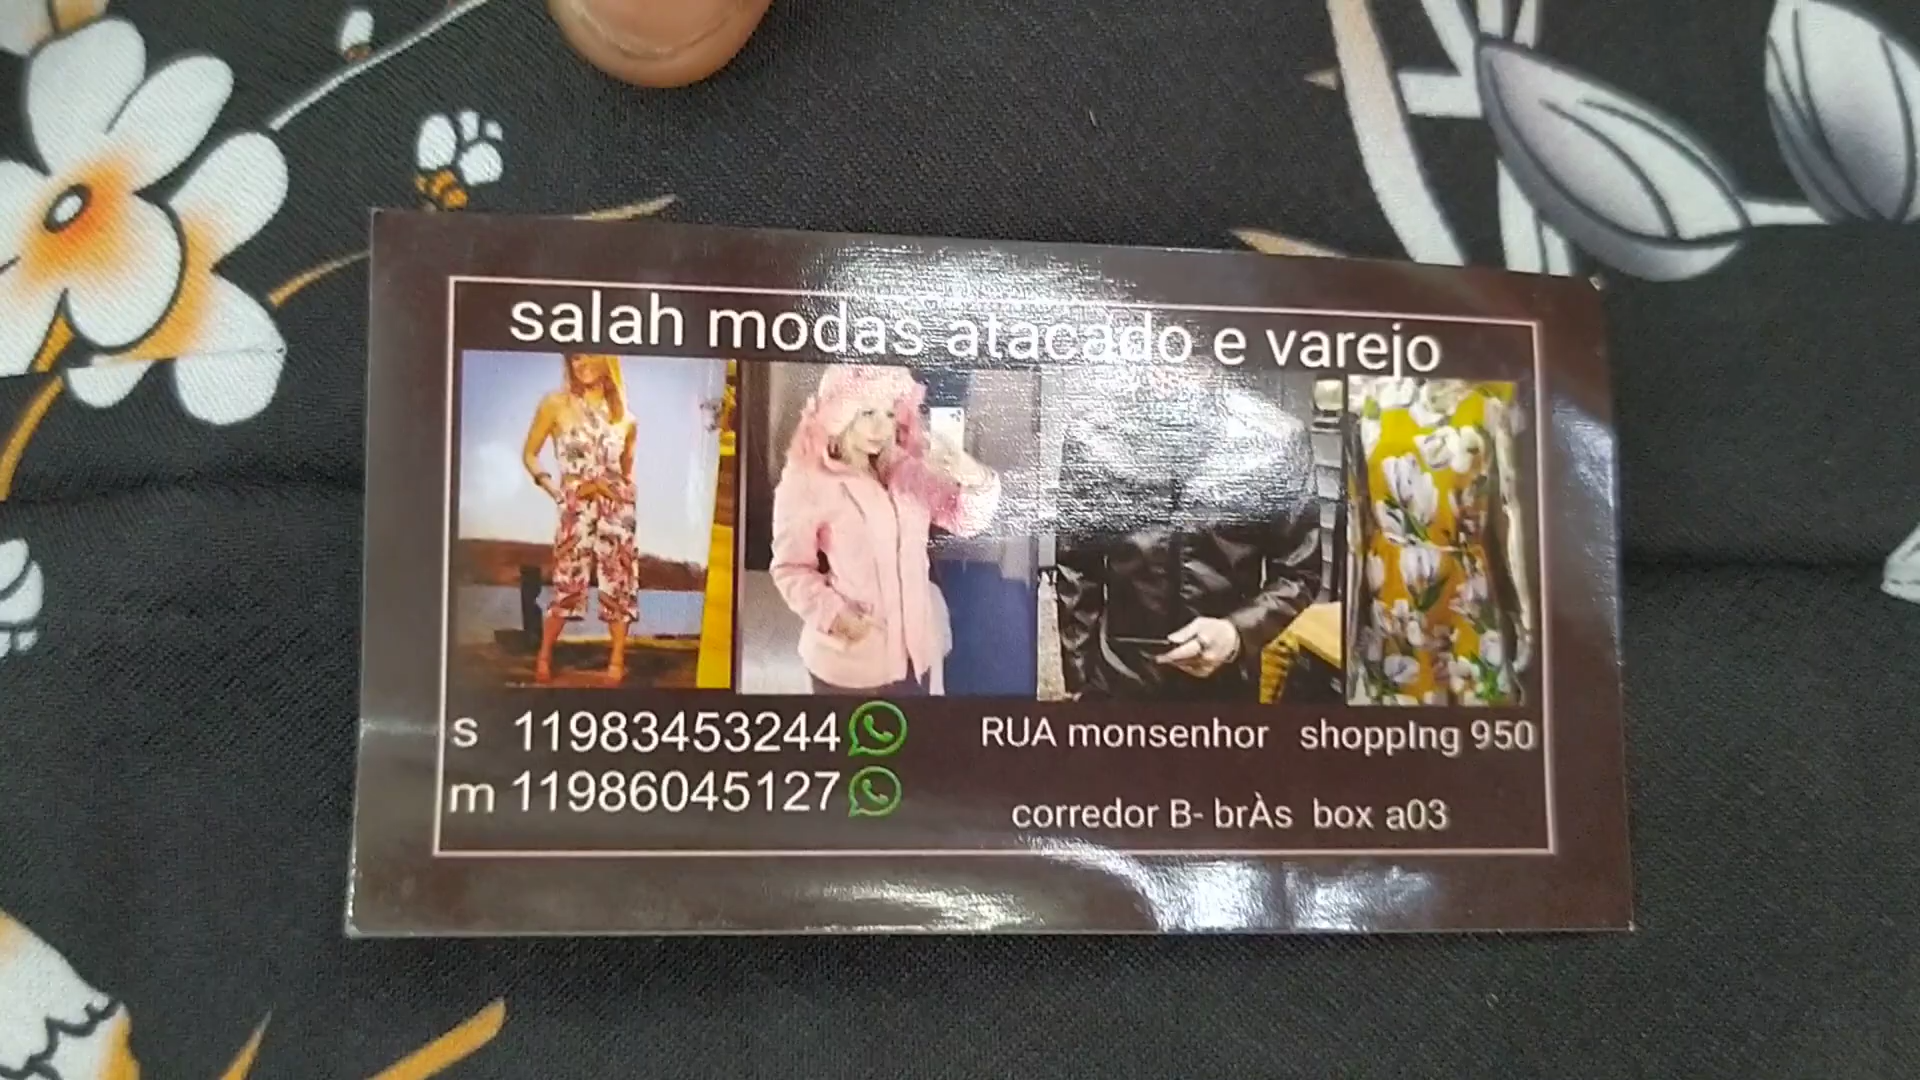 salah modas atacado e varejo
s 11983453244
m 11986045127
RUA monsenhor shoppIng 950
corredor B- brÀs box a03